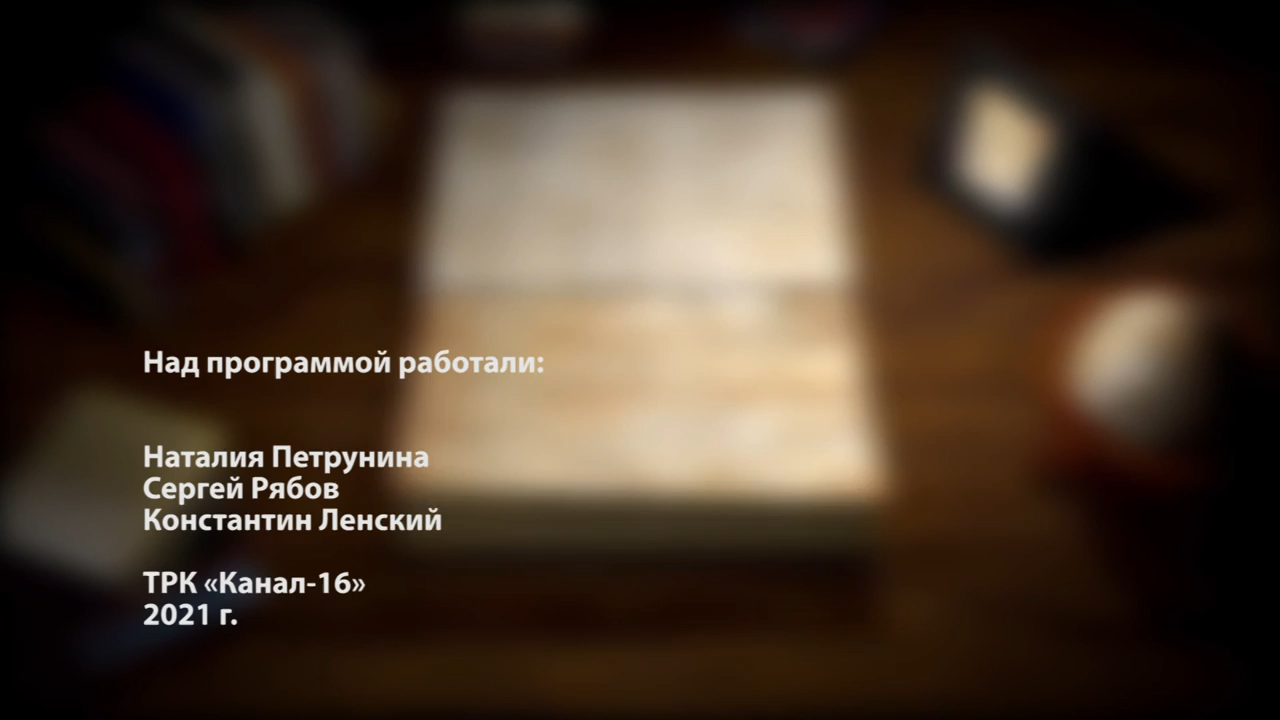 Над программой работали:
Наталия Петрунина
Сергей Рябов
Константин Ленский
ТРК «Канал-16»
2021 г.